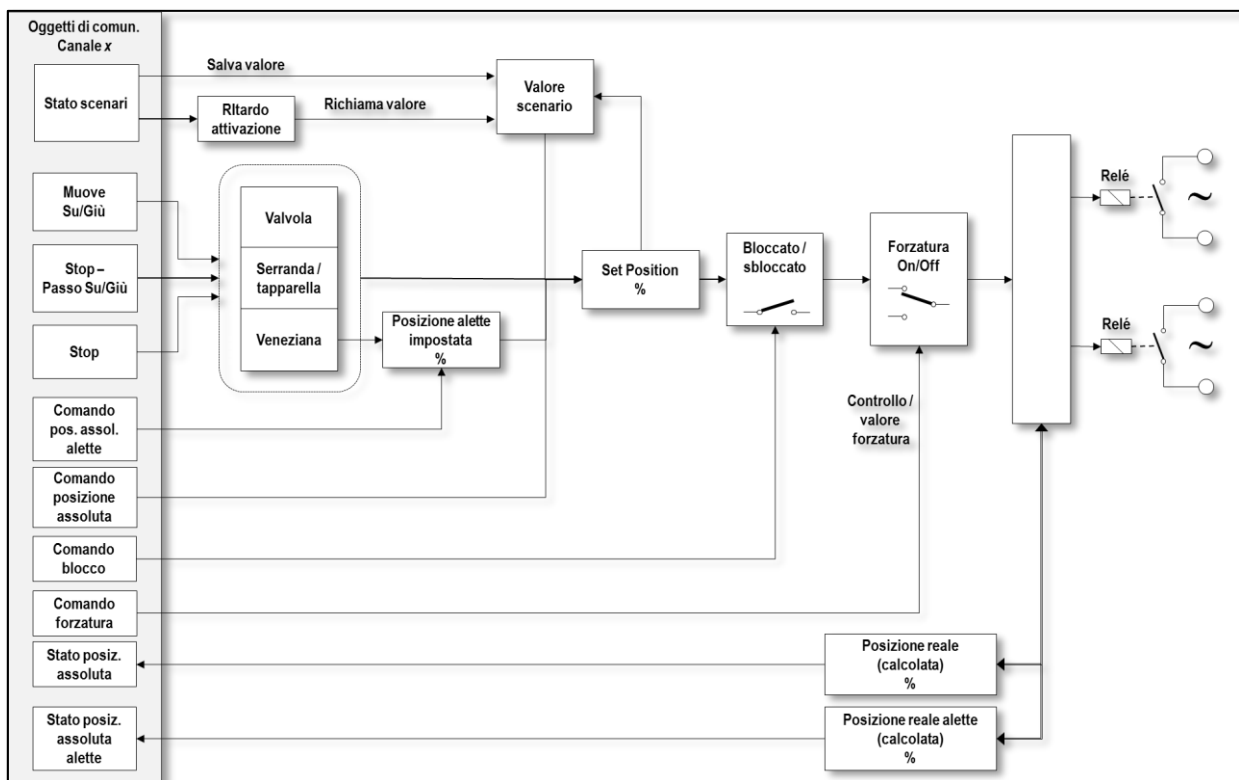 Oggetti di comun.
Canale x
Stato scenari
Salva valore
RItardo
attivazione
Richiama valore
Valore
scenario
Muove
Su/Giù
Stop –
Passo Su/Giù
Stop
Valvola
Serranda /
tapparella
Veneziana
Posizione alette
impostata
%
Set Position
%
Bloccato /
sbloccato
Forzatura
On/Off
Relé
~
Relé
~
Controllo /
valore
forzatura
Comando
pos. assol.
alette
Comando
posizione
assoluta
Comando
blocco
Comando
forzatura
Stato posiz.
assoluta
Posizione reale
(calcolata)
%
Stato posiz.
assoluta
alette
Posizione reale alette
(calcolata)
%